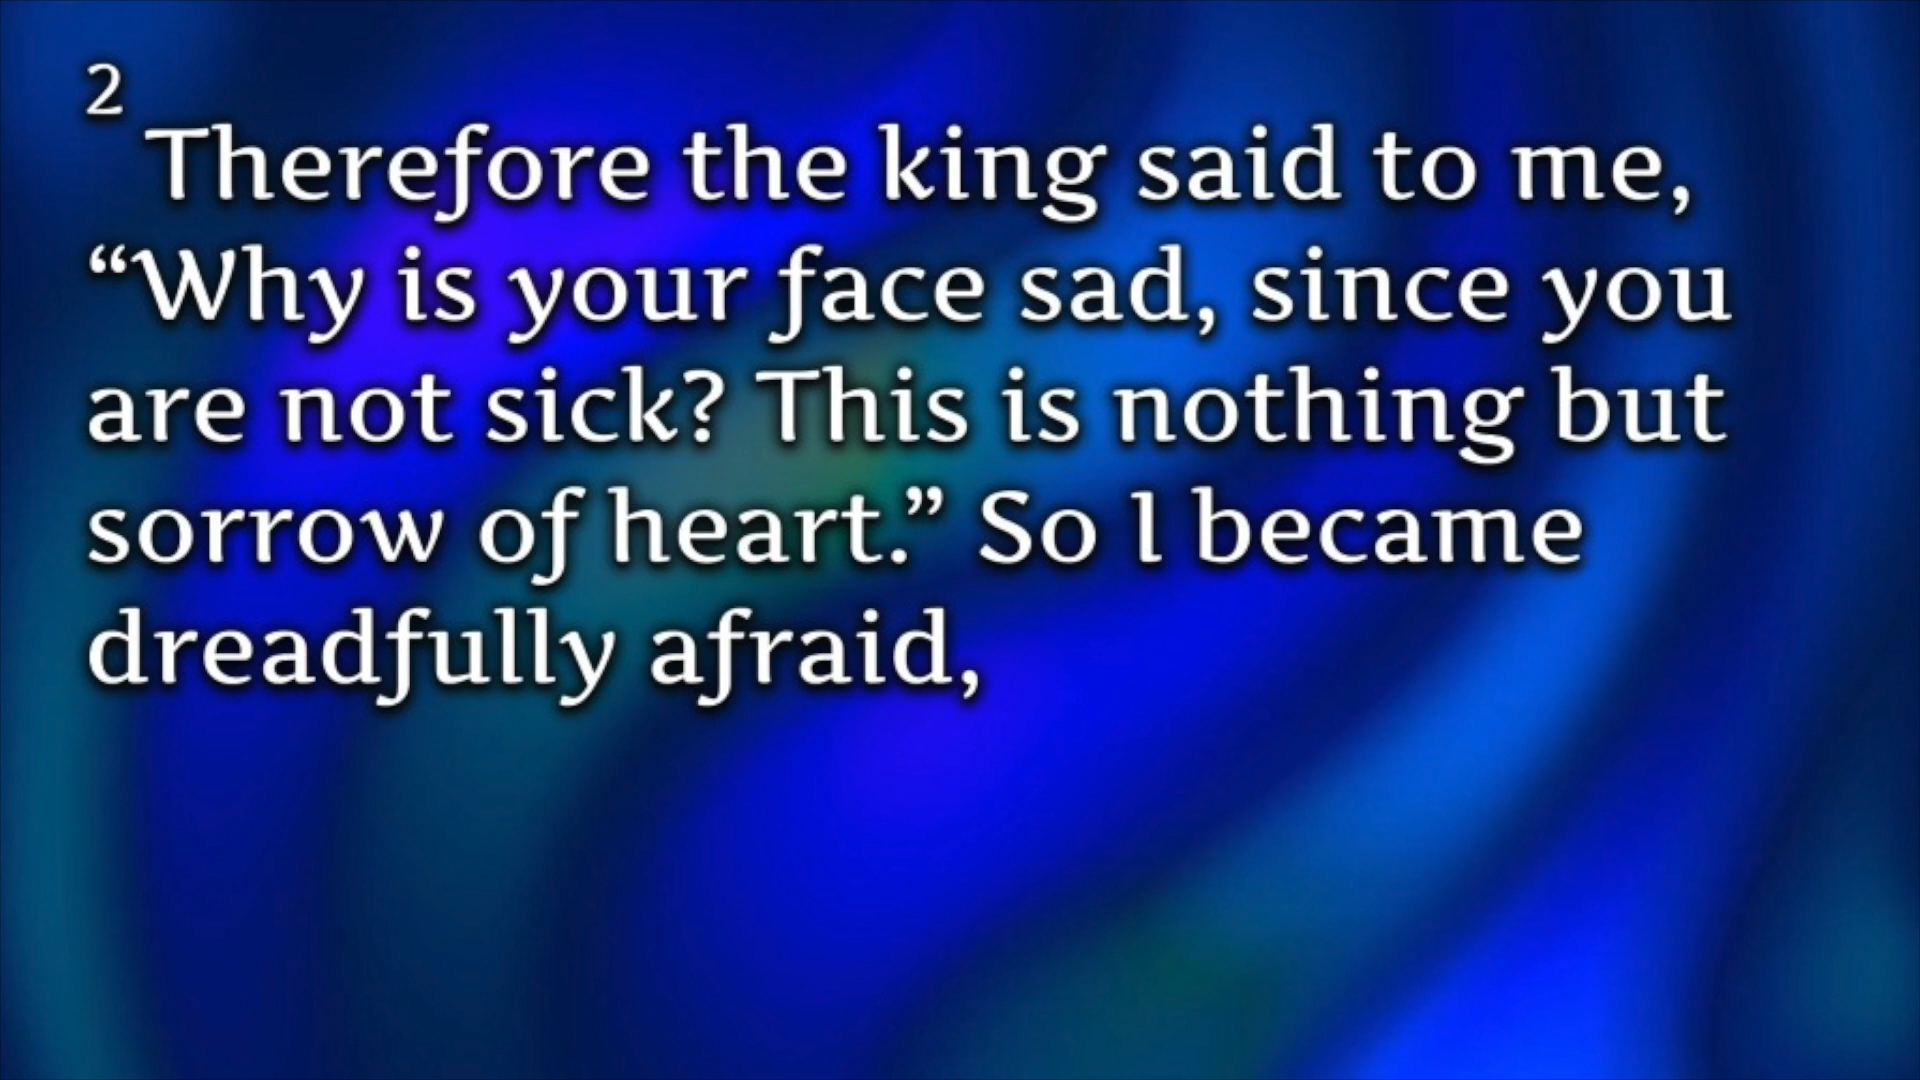 2
Therefore the king said to me,
“Why is your face sad, since you
are not sick? This is nothing but
sorrow of heart.” So I became
dreadfully afraid,